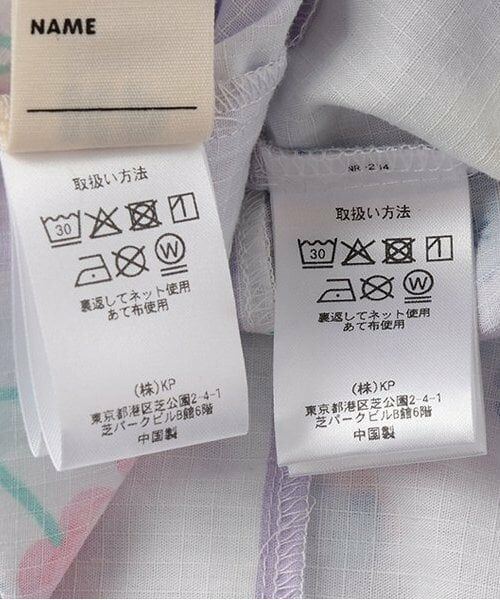 NAME
取扱い方法
30
裏返してネット使用
あて布使用
(株)KP
東京都港区芝公園2-4-1
芝パークビルB館6階
中国製
取扱い方法
30
W
裏返してネット使用
あて布使用
(株)KP
東京都港区芝公園2-4-1
芝パークビルB館6階
中国製